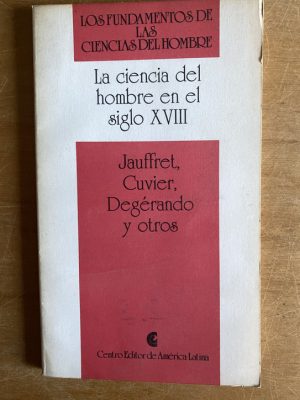 LOS FUNDAMENTOS DE
LAS
CIENCIAS DEL HOMBRE
La ciencia del
hombre en el
siglo XVIII
Jauffret,
Cuvier,
Degérando
y otros
Centro Editor de América Latina